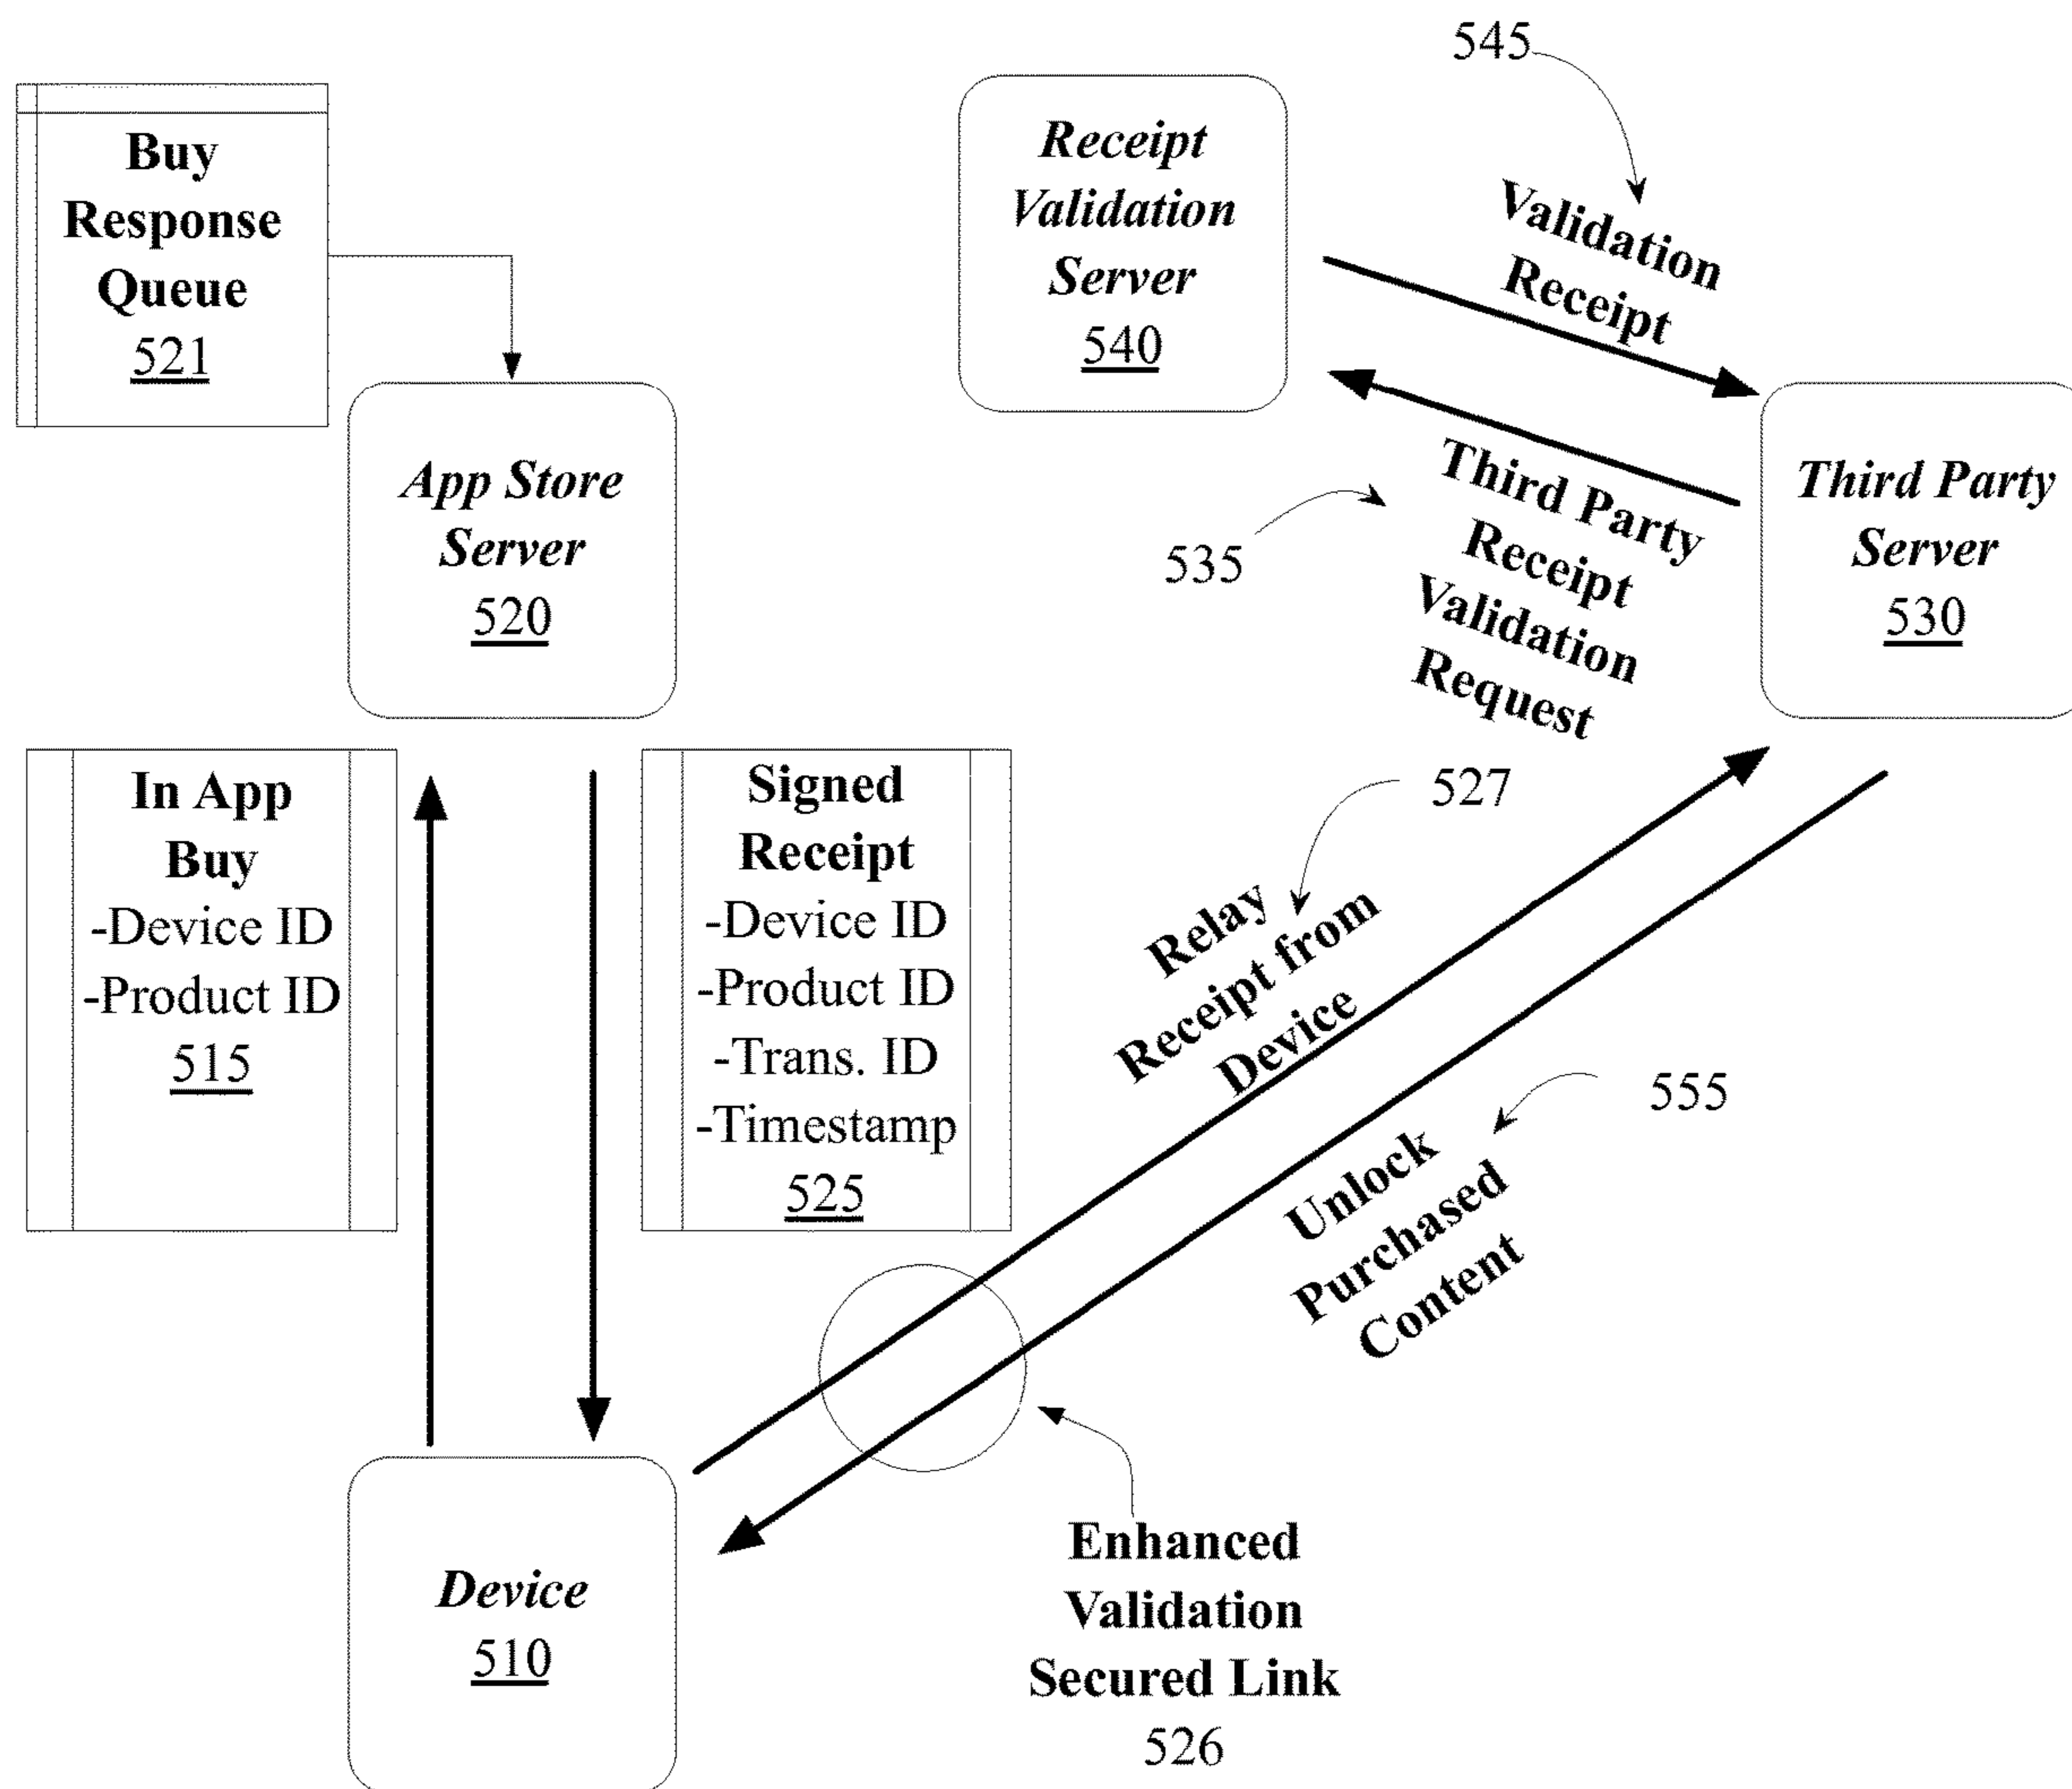 545
Buy
Response
Queue
521
Receipt
Validation
Server
540
Validation
Receipt
App Store
Server
520
535
Third Party
Receipt
Validation
Request
Third Party
Server
530
In App
Buy
-Device ID
-Product ID
515
Signed
Receipt
-Device ID
-Product ID
-Trans. ID
-Timestamp
525
527
Relay
Receipt from
Device
555
Unlock
Purchased
Content
Device
510
Enhanced
Validation
Secured Link
526